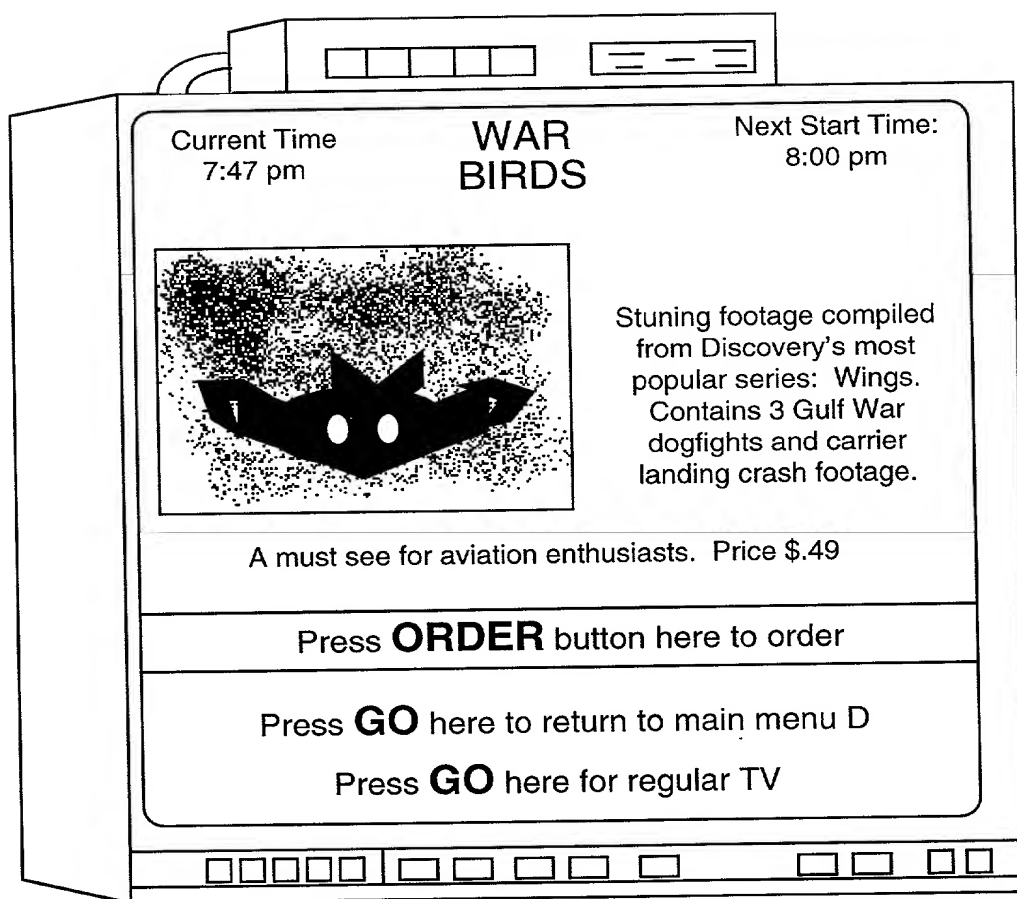 Current Time
7:47 pm
WAR
BIRDS
Next Start Time:
8:00 pm
Stuning footage compiled
from Discovery's most
popular series:  Wings.
Contains 3 Gulf War
dogfights and carrier
landing crash footage.
A must see for aviation enthusiasts.  Price $.49
Press ORDER button here to order
Press GO here to return to main menu D
Press GO here for regular TV